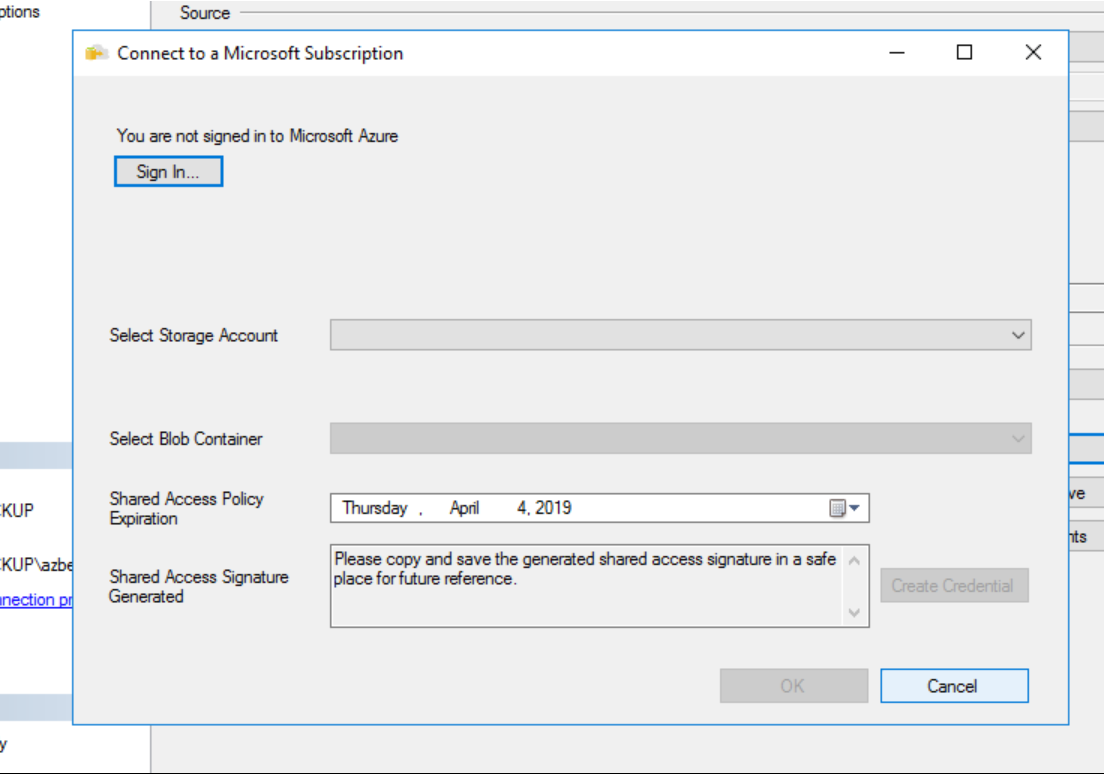 ptions
Source
Connect to a Microsoft Subscription
You are not signed in to Microsoft Azure
Sign In...
Select Storage Account
Select Blob Container
Shared Access Policy
Expiration
Thursday , April 4, 2019
Shared Access Signature
Generated
Please copy and save the generated shared access signature in a safe
place for future reference.
Create Credential
OK
Cancel
CKUP
CKUP\azbe
nnection pr
y
ve
nts